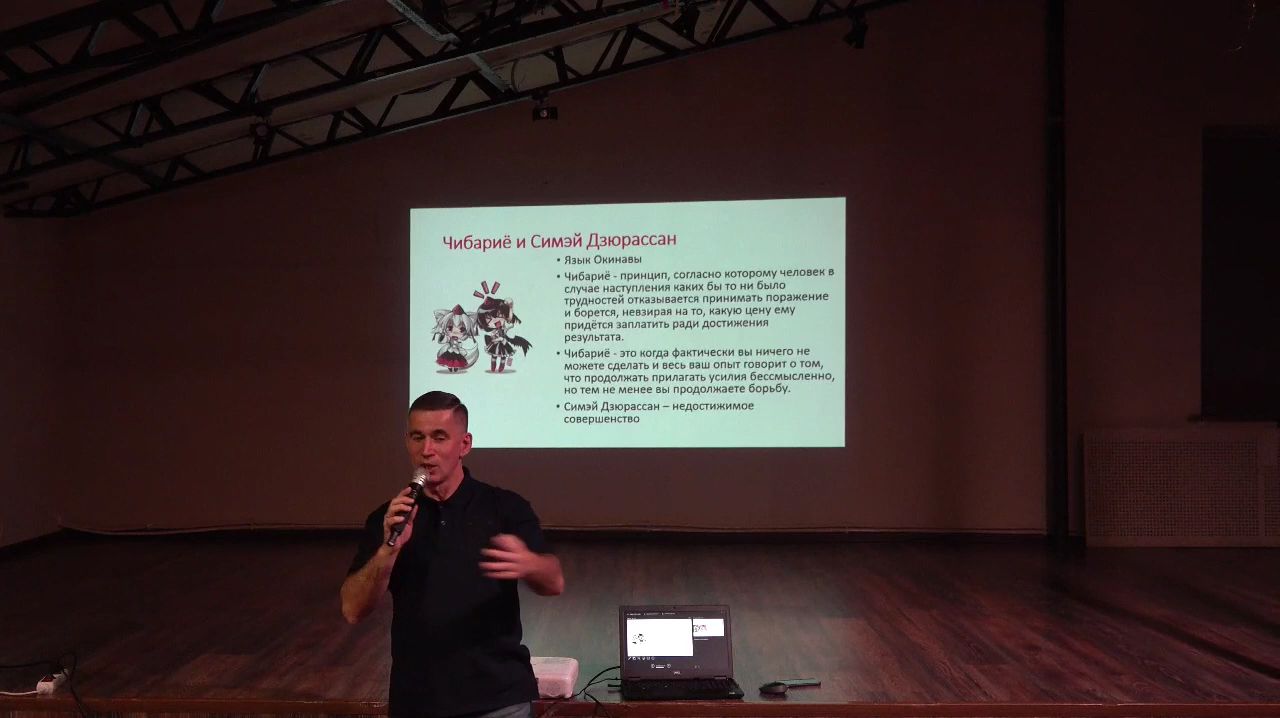 Чибариё и Симэй Дзюрассан
• Язык Окинавы
• Чибариё - принцип, согласно которому человек в
случае наступления каких бы то ни было
трудностей отказывается принимать поражение
и борется, невзирая на то, какую цену ему
придётся заплатить ради достижения
результата.
• Чибариё - это когда фактически вы ничего не
можете сделать и весь ваш опыт говорит о том,
что продолжать прилагать усилия бессмысленно,
но тем не менее вы продолжаете борьбу.
• Симэй Дзюрассан – недостижимое
совершенство
DELL